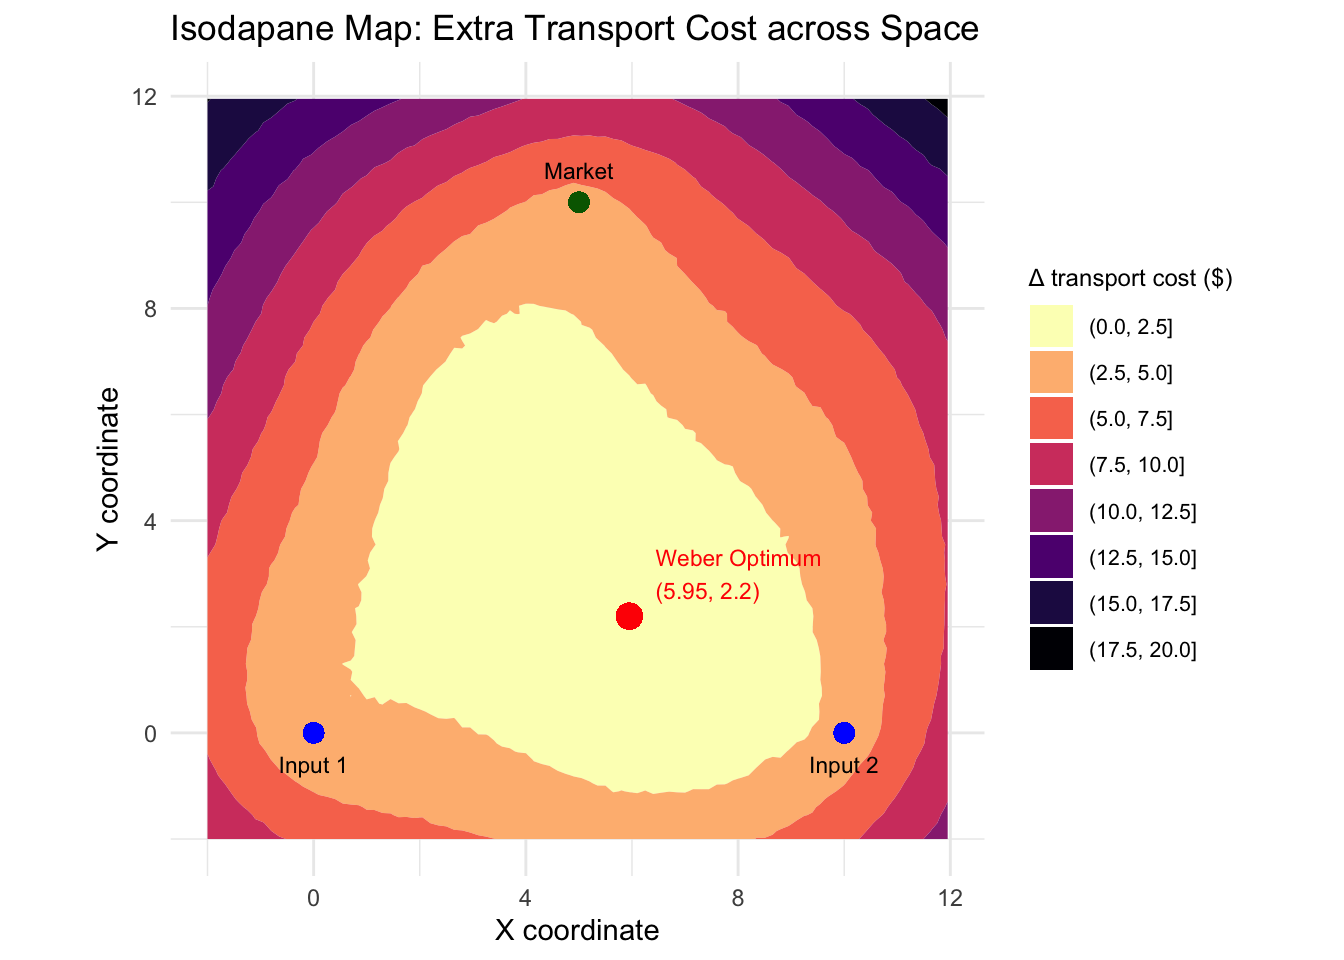 Isodapane Map: Extra Transport Cost across Space
12
8
4
0
Y coordinate
Market
Weber Optimum
(5.95, 2.2)
Input 1
Input 2
0
4
8
12
X coordinate
Δ transport cost ($)
(0.0, 2.5]
(2.5, 5.0]
(5.0, 7.5]
(7.5, 10.0]
(10.0, 12.5]
(12.5, 15.0]
(15.0, 17.5]
(17.5, 20.0]